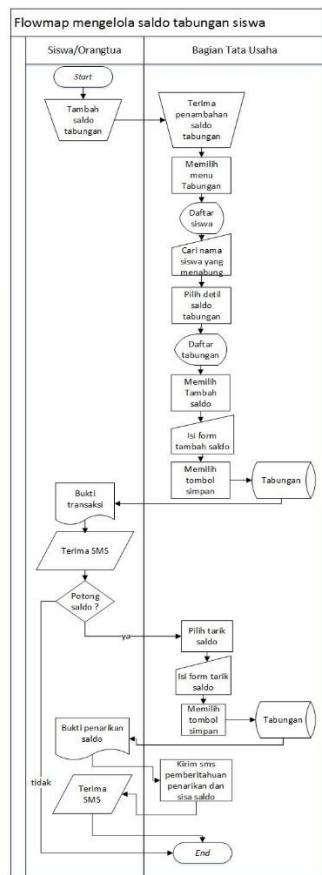 Flowmap mengelola saldo tabungan siswa
Siswa/Orangtua
Bagian Tata Usaha
Start
Tambah
saldo
tabungan
Terima
penambahan
saldo
tabungan
Memilih
menu
Tabungan
Daftar
siswa
Cari nama
siswa yang
menabung
Pilih detil
saldo
tabungan
Daftar
tabungan
Memilih
Tambah
saldo
Isi form
tambah saldo
Memilih
tombol
simpan
Tabungan
Bukti
transaksi
Terima SMS
Potong
saldo ?
ya
Pilih tarik
saldo
Isi form tarik
saldo
Memilih
tombol
simpan
Tabungan
Bukti penarikan
saldo
Kirim sms
pemberitahuan
penarikan dan
sisa saldo
tidak
Terima
SMS
End